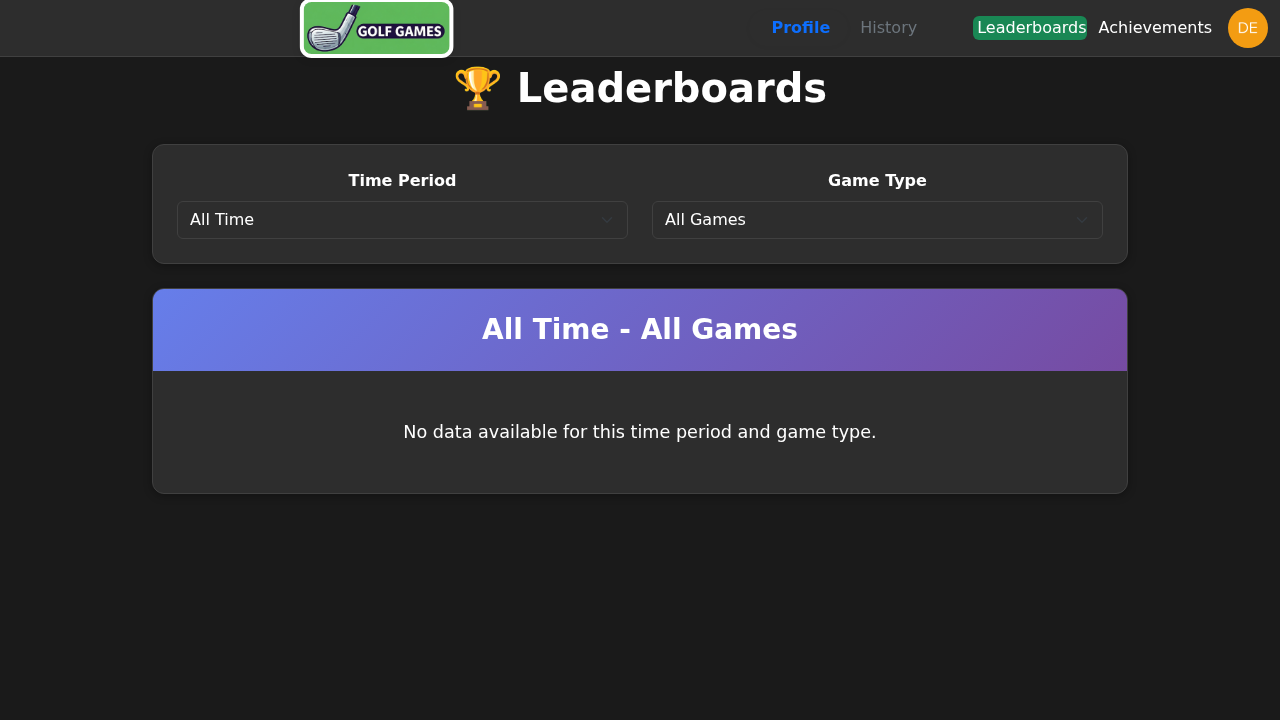 GOLF GAMES
Profile
History
Leaderboards
Achievements
DE
🏆 Leaderboards
Time Period
Game Type
All Time
All Games
All Time - All Games
No data available for this time period and game type.